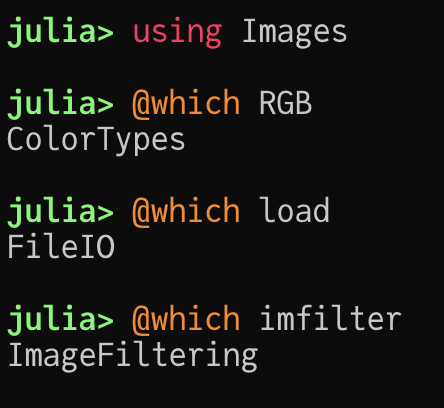 julia> using Images
julia> @which RGB
ColorTypes
julia> @which load
FileIO
julia> @which imfilter
ImageFiltering